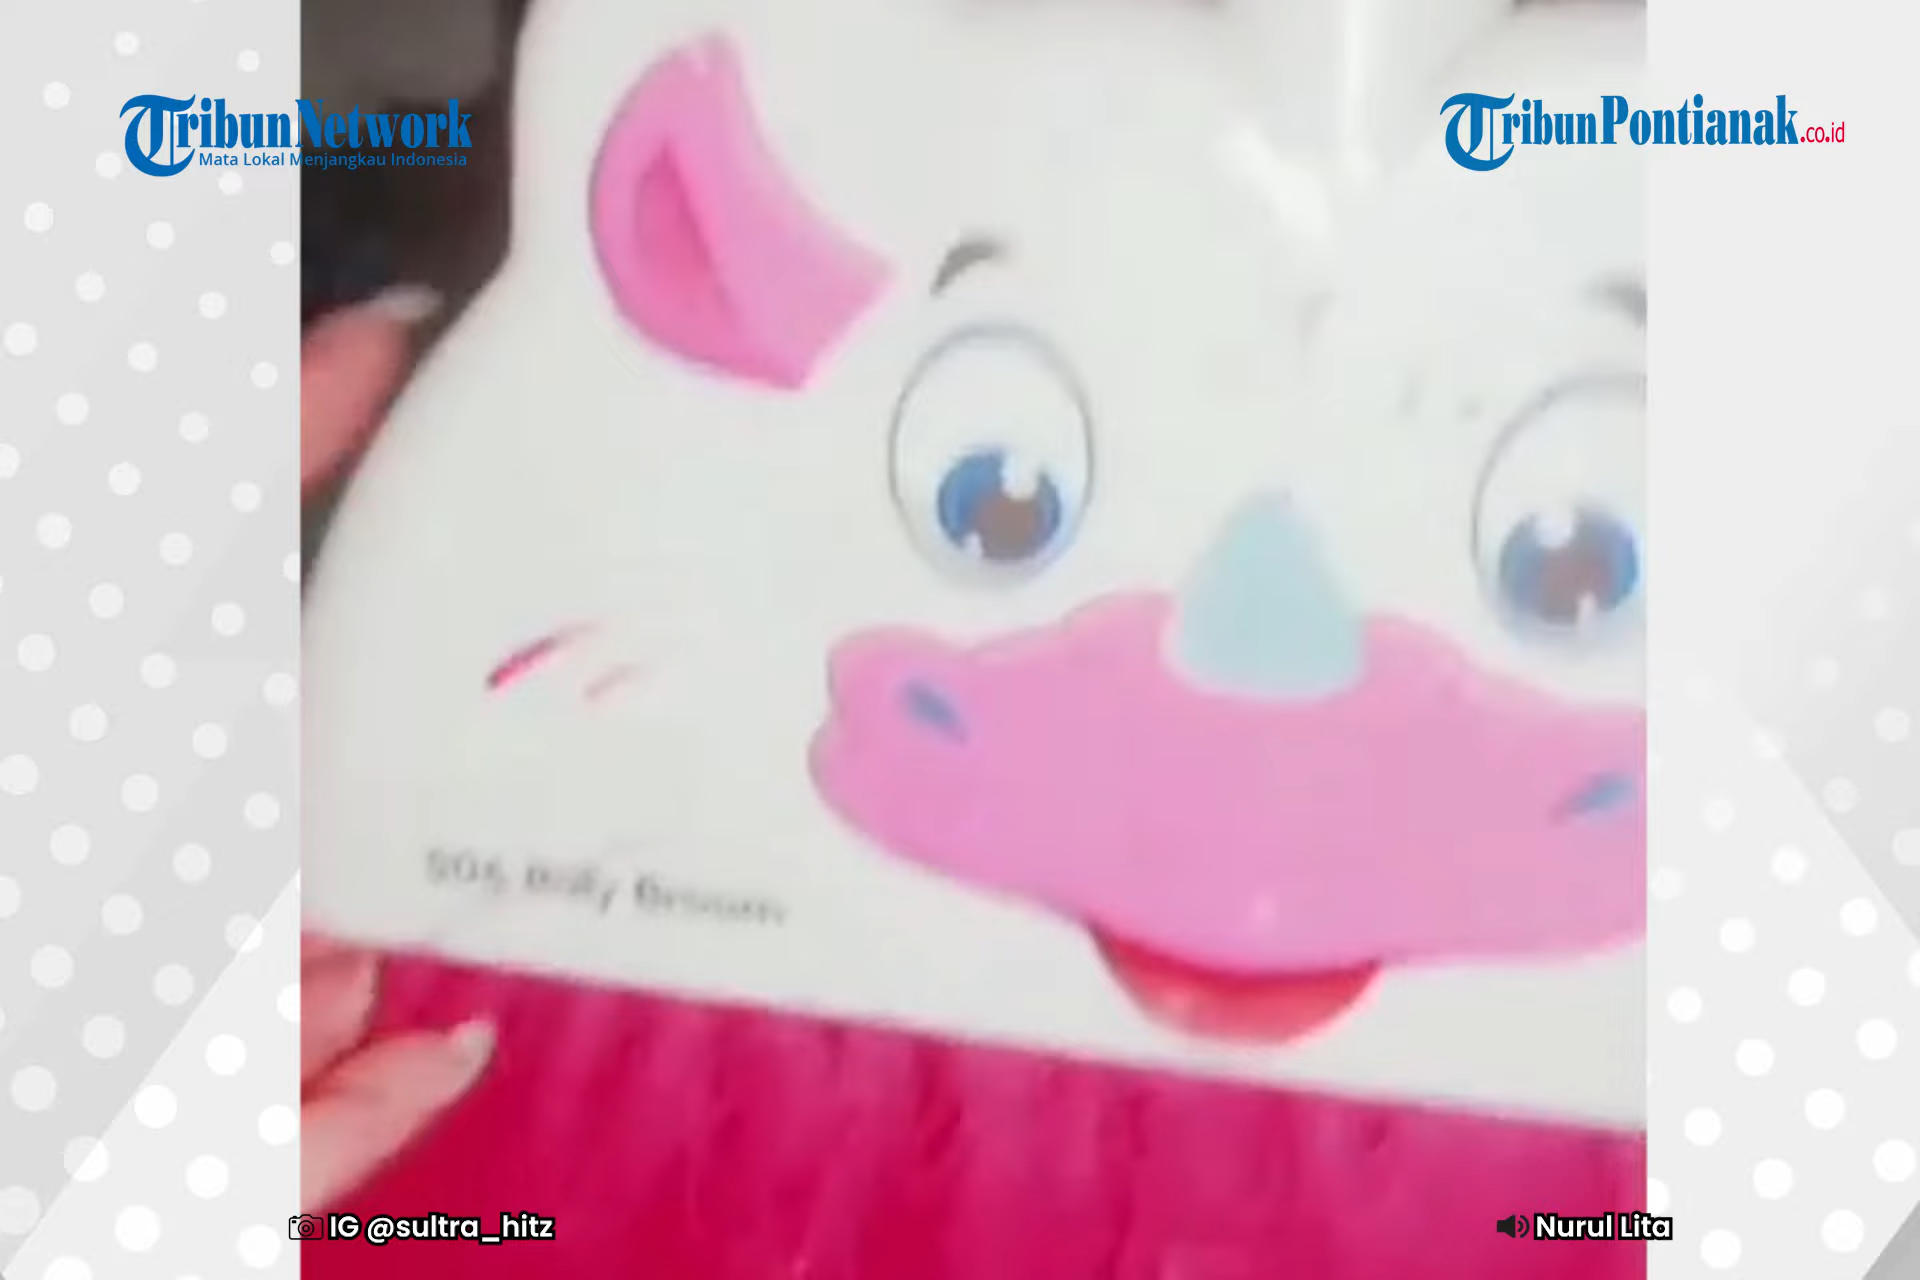 TribunNetwork
Mata Lokal Menjangkau Indonesia
TribunPontianak.co.id
IG @sultra_hitz
Nurul Lita